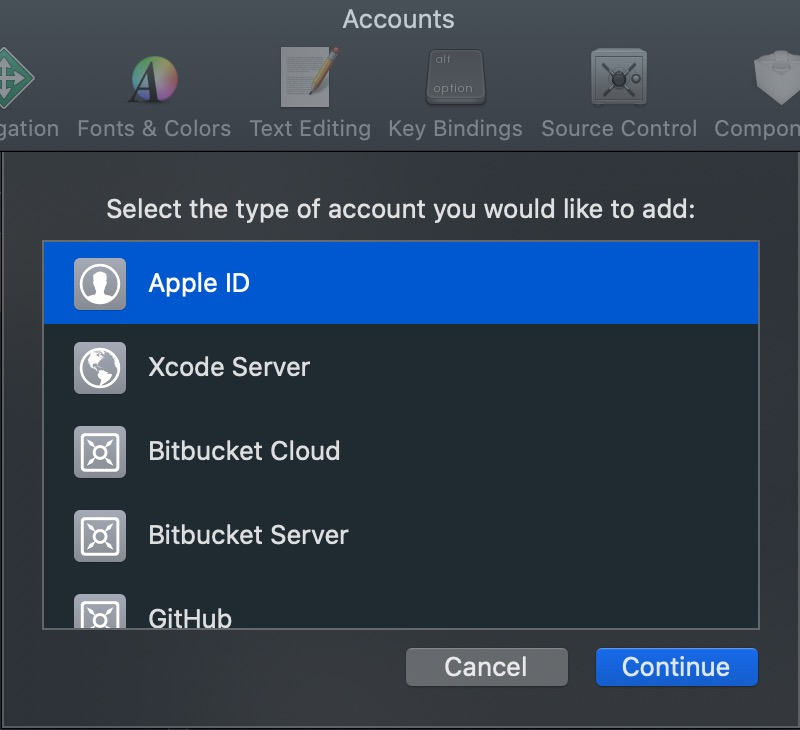 Accounts
gation Fonts & Colors Text Editing Key Bindings Source Control Compon
alt
option
Select the type of account you would like to add:
Apple ID
Xcode Server
Bitbucket Cloud
Bitbucket Server
GitHub
Cancel Continue